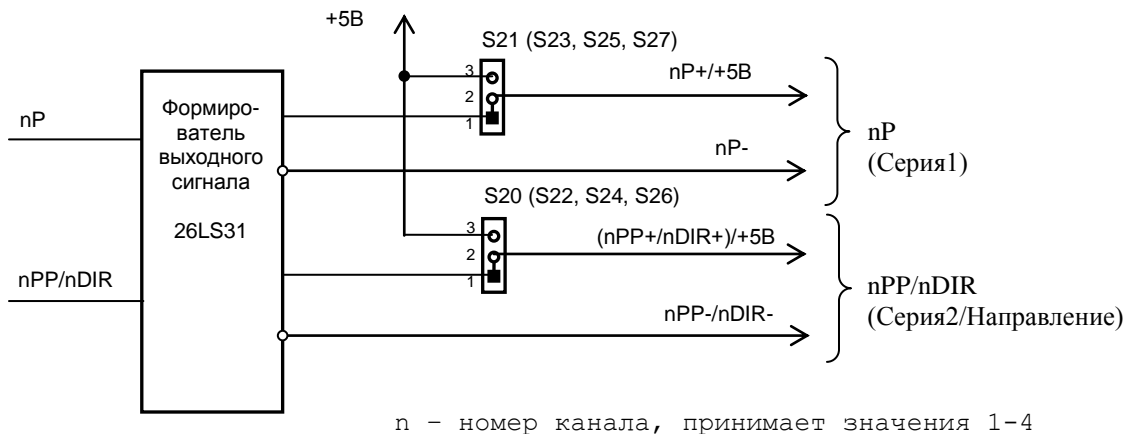 +5В
S21 (S23, S25, S27)
3
2
1
nP+/+5В
nP
Формиро-
ватель
выходного
сигнала
26LS31
nP-
nP
(Серия1)
S20 (S22, S24, S26)
3
2
1
(nPP+/nDIR+)/+5В
nPP/nDIR
nPP-/nDIR-
nPP/nDIR
(Серия2/Направление)
n – номер канала, принимает значения 1-4